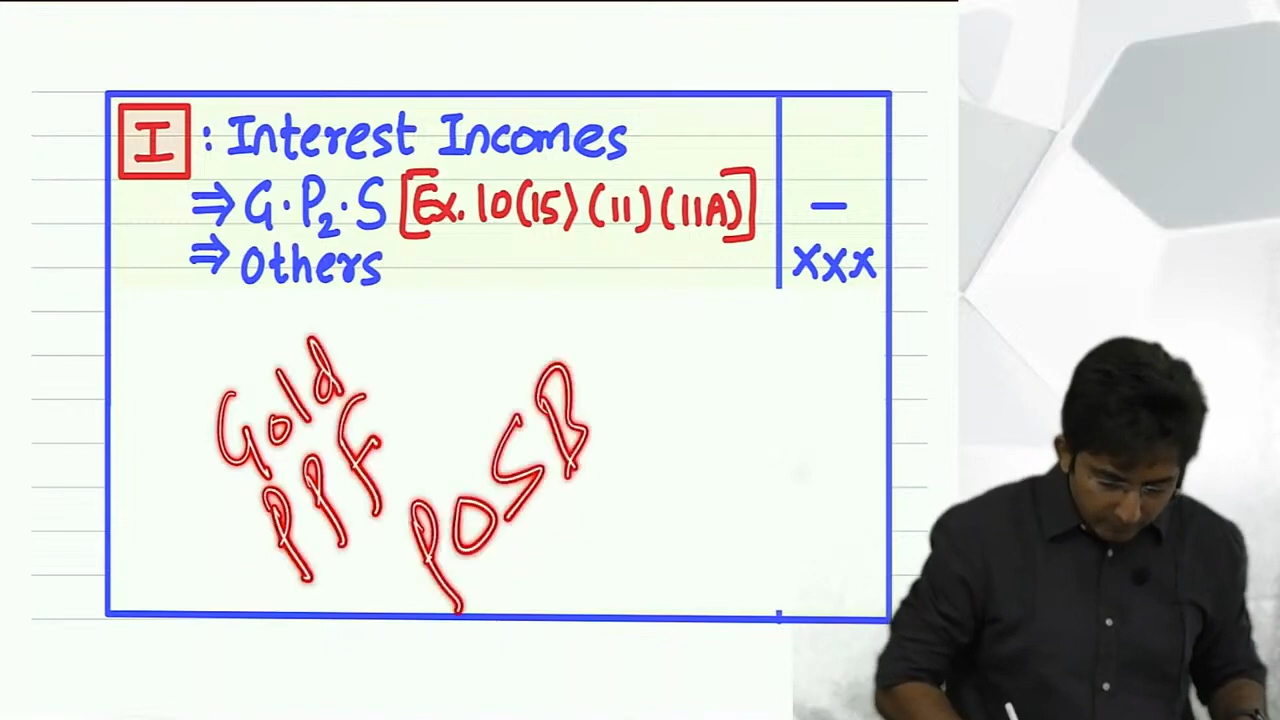 I : Interest Incomes
⇒ G.P₂.S [Ex. 10(15) (11) (11A)] –
⇒ Others xxx
Gold
PPF
POSB